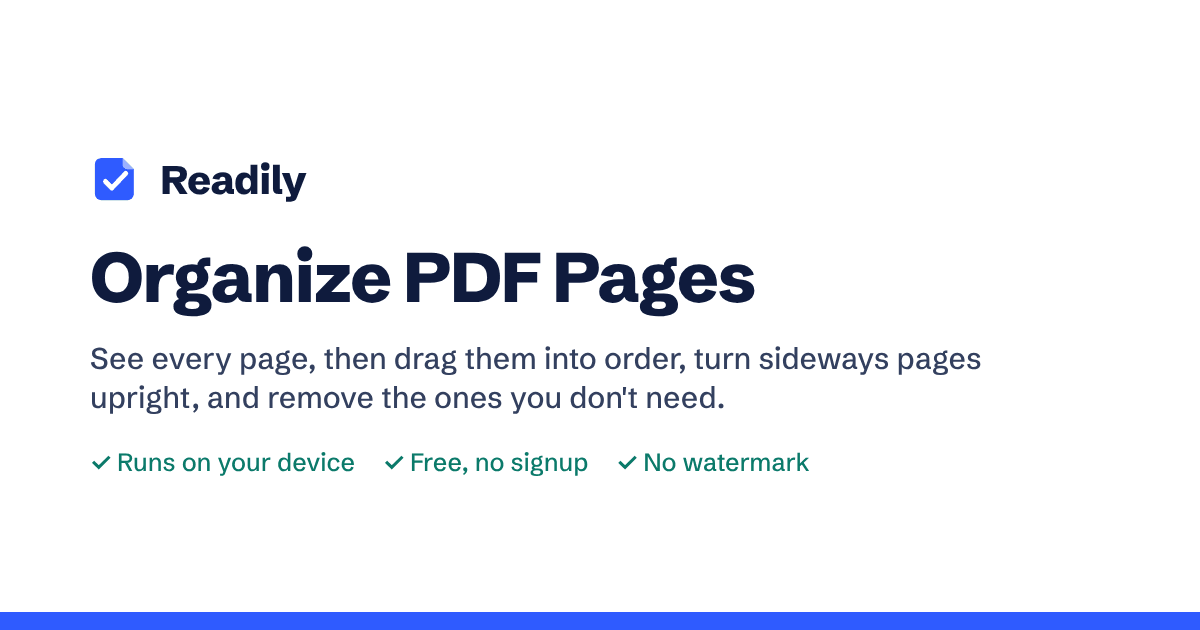 Readily
Organize PDF Pages
See every page, then drag them into order, turn sideways pages
upright, and remove the ones you don't need.
✓ Runs on your device ✓ Free, no signup ✓ No watermark